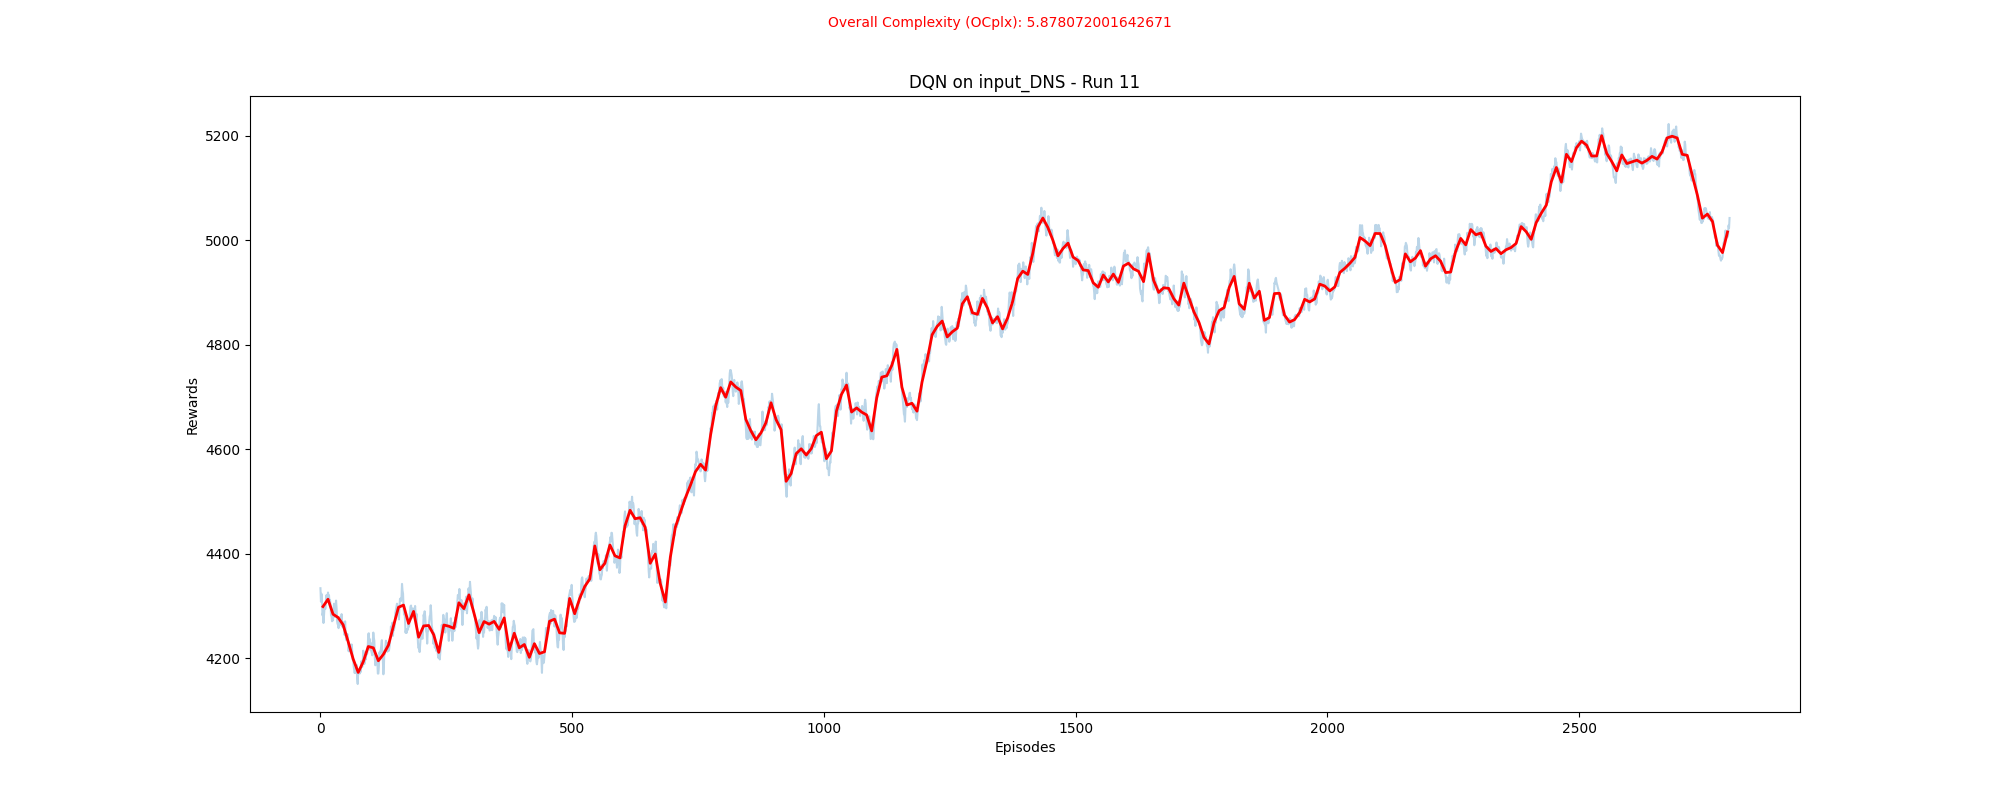 Overall Complexity (OCplx): 5.878072001642671
DQN on input_DNS - Run 11
5200
5000
4800
4600
4400
4200
Rewards
0 500 1000 1500 2000 2500
Episodes